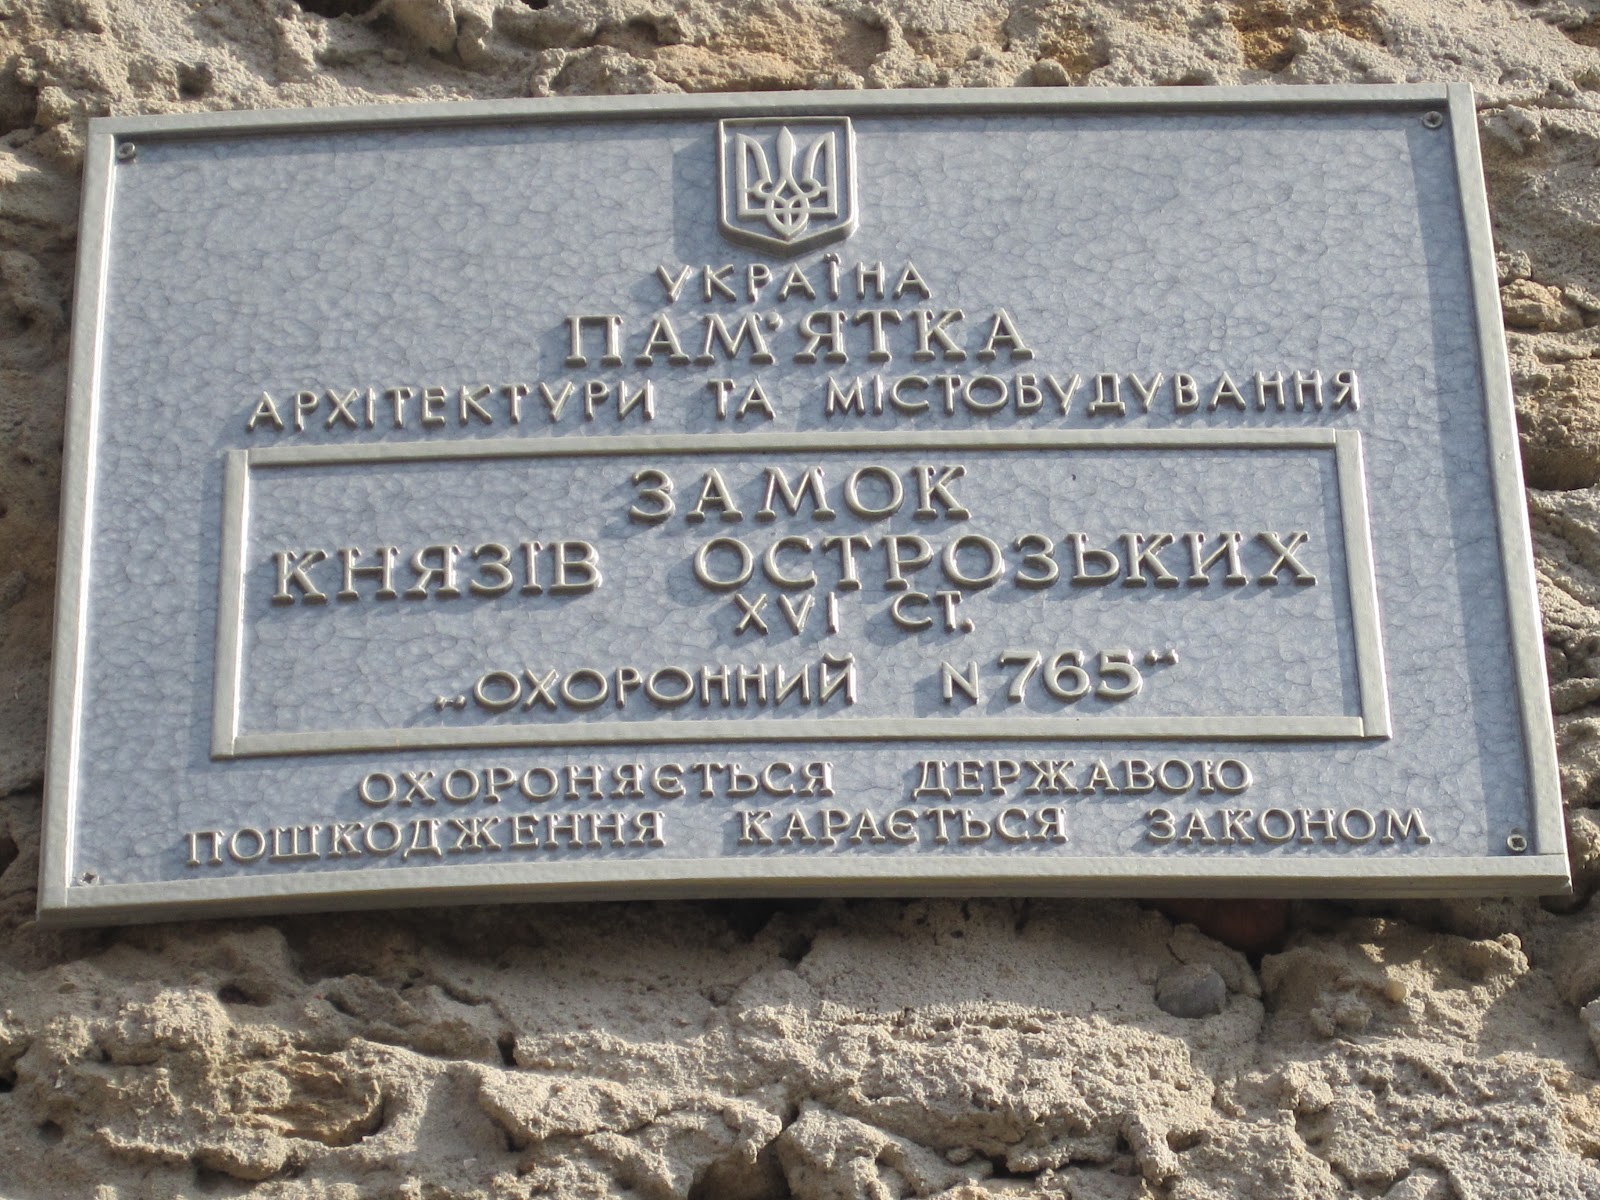 УКРАЇНА
ПАМ'ЯТКА
АРХІТЕКТУРИ ТА МІСТОБУДУВАННЯ
ЗАМОК
КНЯЗІВ ОСТРОЗЬКИХ
XVI СТ.
„ОХОРОННИЙ N 765“
ОХОРОНЯЄТЬСЯ ДЕРЖАВОЮ
ПОШКОДЖЕННЯ КАРАЄТЬСЯ ЗАКОНОМ